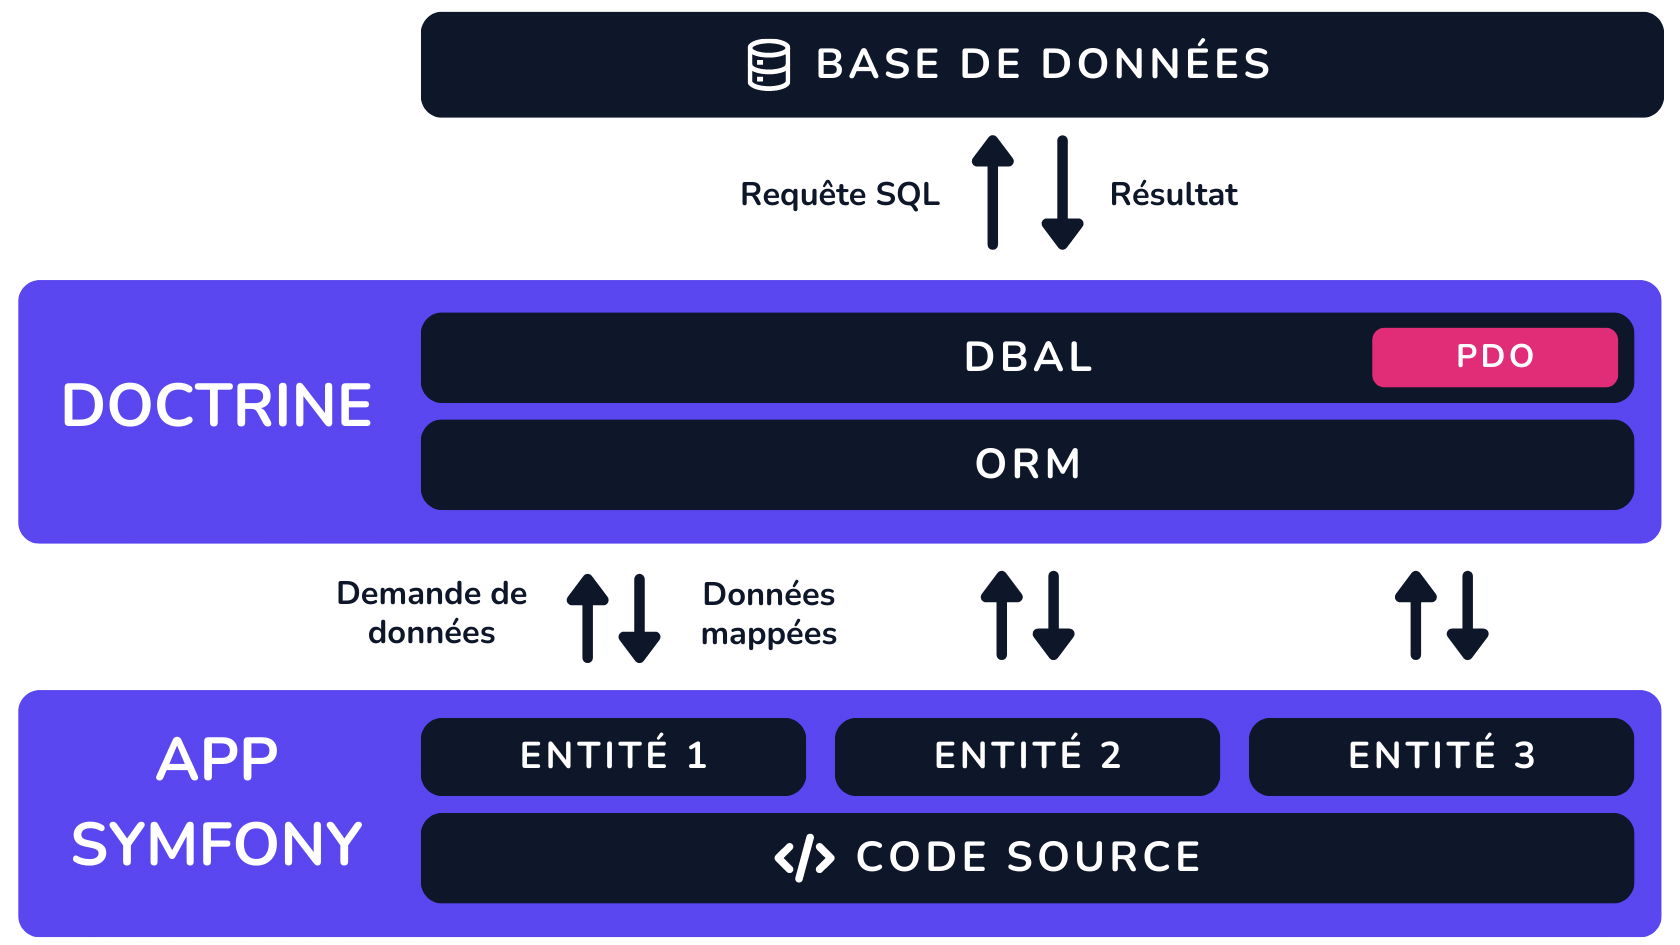 BASE DE DONNÉES
Requête SQL
Résultat
DOCTRINE
DBAL
PDO
ORM
Demande de
données
Données
mappées
APP
SYMFONY
ENTITÉ 1
ENTITÉ 2
ENTITÉ 3
</> CODE SOURCE